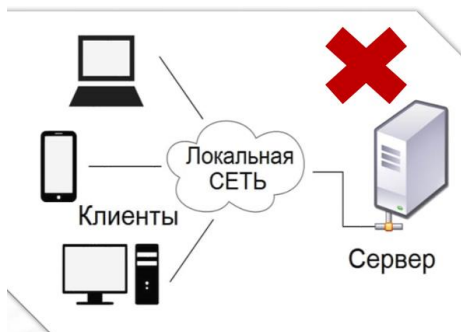 Локальная
СЕТЬ
Клиенты
Сервер